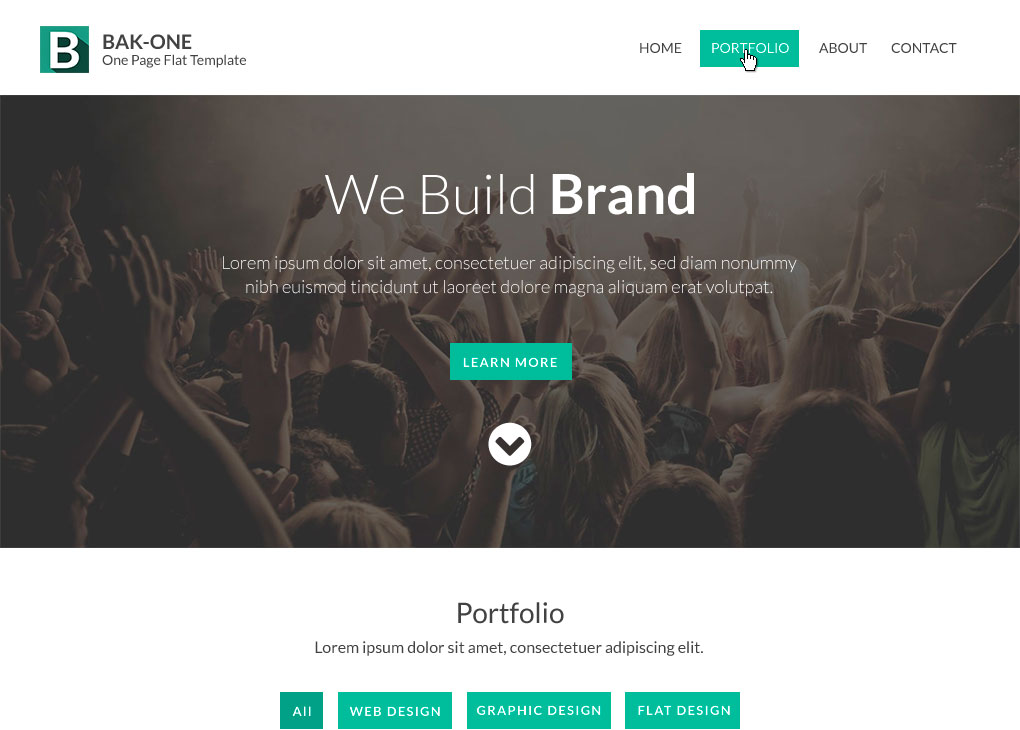 B
BAK-ONE
One Page Flat Template
HOME
PORTFOLIO
ABOUT
CONTACT
We Build Brand
Lorem ipsum dolor sit amet, consectetuer adipiscing elit, sed diam nonummy
nibh euismod tincidunt ut laoreet dolore magna aliquam erat volutpat.
LEARN MORE
Portfolio
Lorem ipsum dolor sit amet, consectetuer adipiscing elit.
All
WEB DESIGN
GRAPHIC DESIGN
FLAT DESIGN